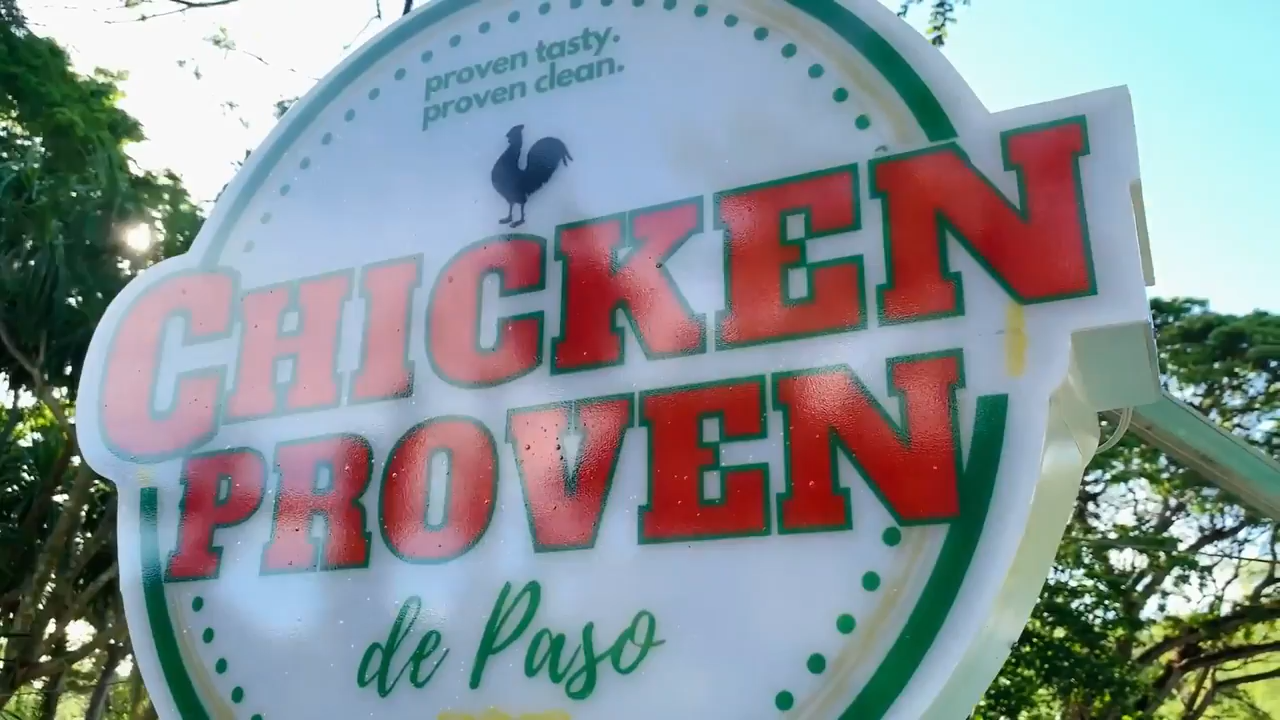 proven tasty.
proven clean.
CHICKEN
PROVEN
de Paso